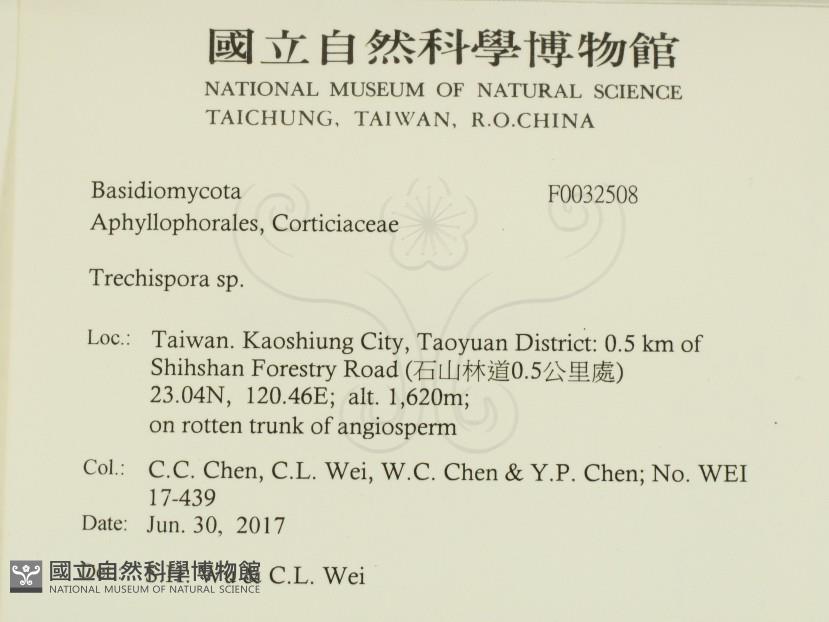 國立自然科學博物館
NATIONAL MUSEUM OF NATURAL SCIENCE
TAICHUNG, TAIWAN, R.O.CHINA
Basidiomycota F0032508
Aphyllophorales, Corticiaceae
Trechispora sp.
Loc.: Taiwan. Kaoshiung City, Taoyuan District: 0.5 km of
Shihshan Forestry Road (石山林道0.5公里處)
23.04N, 120.46E; alt. 1,620m;
on rotten trunk of angiosperm
Col.: C.C. Chen, C.L. Wei, W.C. Chen & Y.P. Chen; No. WEI
17-439
Date: Jun. 30, 2017
C.L. Wei
國立自然科學博物館
NATIONAL MUSEUM OF NATURAL SCIENCE